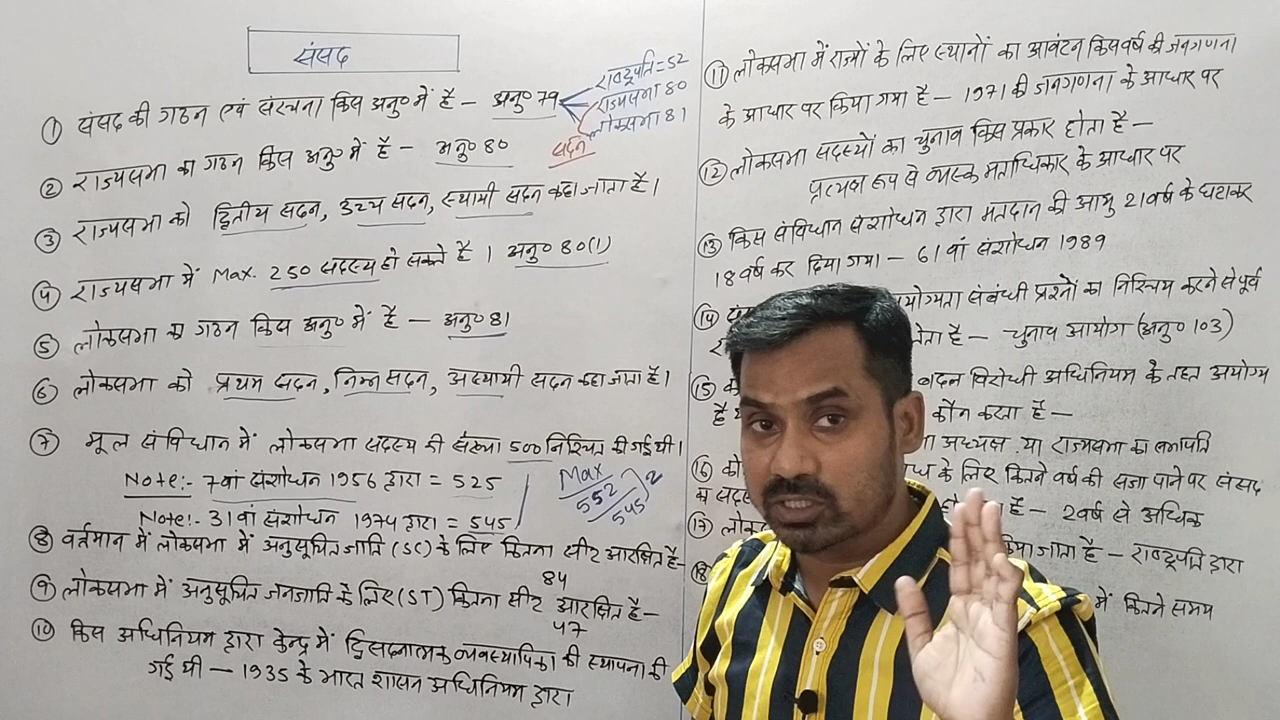 संसद
① संसद की गठन एवं संरचना किस अनु० में है – अनु० 79
राष्ट्रपति = 52
राज्यसभा 80
लोकसभा 81
सदन
② राज्यसभा का गठन किस अनु० में है – अनु० 80
③ राज्यसभा को द्वितीय सदन, उच्च सदन, स्थायी सदन कहा जाता है।
④ राज्यसभा में Max. 250 सदस्य हो सकते है। अनु० 80(1)
⑤ लोकसभा का गठन किस अनु० में है – अनु० 81
⑥ लोकसभा को प्रथम सदन, निम्न सदन, अस्थायी सदन कहा जाता है।
⑦ मूल संविधान में लोकसभा सदस्य की संख्या 500 निश्चित की गई थी।
Note:- 7वां संशोधन 1956 द्वारा = 525
Note:- 31वां संशोधन 1974 द्वारा = 545
Max
552
545
2
⑧ वर्तमान में लोकसभा में अनुसूचित जाति (SC) के लिए कितना सीट आरक्षित है–
84
⑨ लोकसभा में अनुसूचित जनजाति के लिए (ST) कितना सीट आरक्षित है–
47
⑩ किस अधिनियम द्वारा केन्द्र में द्विसदनात्मक व्यवस्थापिका की स्थापना की
गई थी – 1935 के भारत शासन अधिनियम द्वारा
⑪ लोकसभा में राज्यों के लिए स्थानों का आवंटन किस वर्ष की जनगणना
के आधार पर किया गया है – 1971 की जनगणना के आधार पर
⑫ लोकसभा सदस्यों का चुनाव किस प्रकार होता है –
प्रत्यक्ष रूप से व्यस्क मताधिकार के आधार पर
⑬ किस संविधान संशोधन द्वारा मतदान की आयु 21 वर्ष के घटाकर
18 वर्ष कर दिया गया – 61 वां संशोधन 1989
⑭ संबंधी प्रश्नों का निश्चिय करने से पूर्व
लेता है – चुनाव आयोग (अनु० 103)
⑮ विरोधी अधिनियम के तहत अयोग्य
है कौन करता है –
अध्यक्ष या राज्यसभा का सभापति
⑯ के लिए कितने वर्ष की सजा पाने पर संसद
का है – 2 वर्ष से अधिक
⑰ जाता है – राष्ट्रपति द्वारा
⑱ में कितने समय